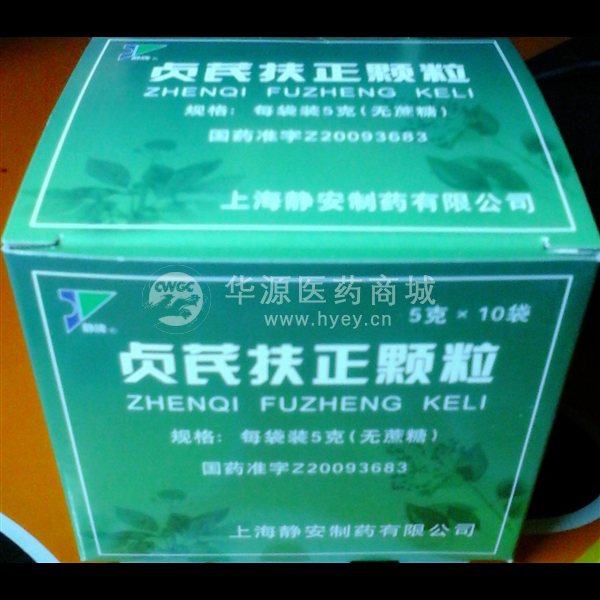 静牌
贞芪扶正颗粒
ZHENQI FUZHENG KELI
规格：每袋装5克(无蔗糖)
国药准字Z20093683
上海静安制药有限公司
CWGC
华源医药商城
www.hyey.cn
静牌
5克×10袋
贞芪扶正颗粒
ZHENQI FUZHENG KELI
规格：每袋装5克(无蔗糖)
国药准字Z20093683
上海静安制药有限公司